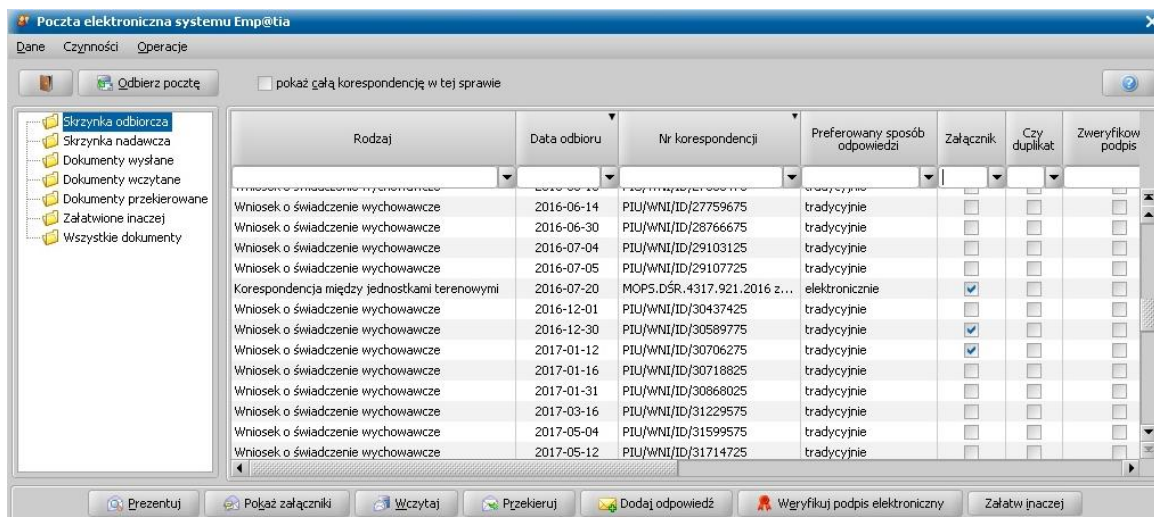 Poczta elektroniczna systemu Emp@tia
Dane Czynności Operacje
Odbierz pocztę pokaż całą korespondencję w tej sprawie
Skrzynka odbiorcza
Skrzynka nadawcza
Dokumenty wysłane
Dokumenty wczytane
Dokumenty przekierowane
Załatwione inaczej
Wszystkie dokumenty
Rodzaj Data odbioru Nr korespondencji Preferowany sposób odpowiedzi Załącznik Czy duplikat Zweryfikow podpis
Wniosek o świadczenie wychowawcze 2016-06-14 PIU/WNI/ID/27759675 tradycyjnie
Wniosek o świadczenie wychowawcze 2016-06-30 PIU/WNI/ID/28766675 tradycyjnie
Wniosek o świadczenie wychowawcze 2016-07-04 PIU/WNI/ID/29103125 tradycyjnie
Wniosek o świadczenie wychowawcze 2016-07-05 PIU/WNI/ID/29107725 tradycyjnie
Korespondencja między jednostkami terenowymi 2016-07-20 MOPS.DŚR.4317.921.2016 z... elektronicznie
Wniosek o świadczenie wychowawcze 2016-12-01 PIU/WNI/ID/30437425 tradycyjnie
Wniosek o świadczenie wychowawcze 2016-12-30 PIU/WNI/ID/30589775 tradycyjnie
Wniosek o świadczenie wychowawcze 2017-01-12 PIU/WNI/ID/30706275 tradycyjnie
Wniosek o świadczenie wychowawcze 2017-01-16 PIU/WNI/ID/30718825 tradycyjnie
Wniosek o świadczenie wychowawcze 2017-01-31 PIU/WNI/ID/30868025 tradycyjnie
Wniosek o świadczenie wychowawcze 2017-03-16 PIU/WNI/ID/31229575 tradycyjnie
Wniosek o świadczenie wychowawcze 2017-05-04 PIU/WNI/ID/31599575 tradycyjnie
Wniosek o świadczenie wychowawcze 2017-05-12 PIU/WNI/ID/31714725 tradycyjnie
Prezentuj Pokaż załączniki Wczytaj Przekieruj Dodaj odpowiedź Weryfikuj podpis elektroniczny Załatw inaczej